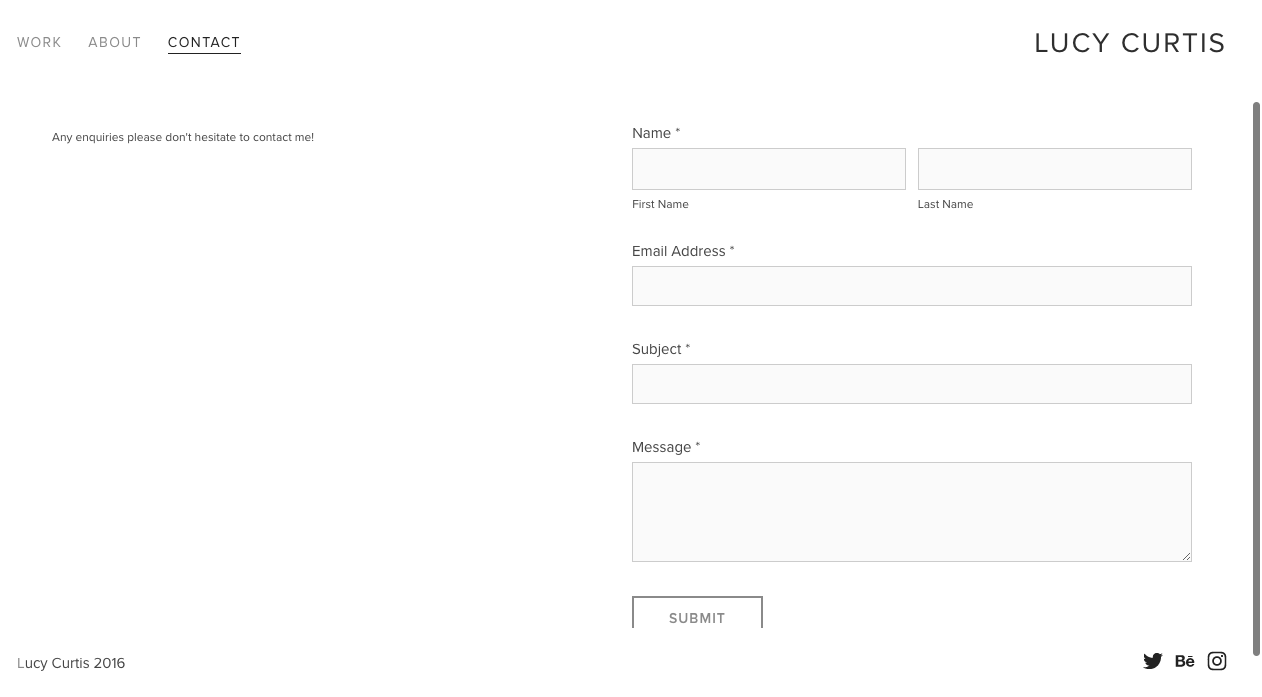 WORK ABOUT CONTACT
LUCY CURTIS
Any enquiries please don't hesitate to contact me!
Name *
First Name Last Name
Email Address *
Subject *
Message *
SUBMIT
Lucy Curtis 2016
Bē